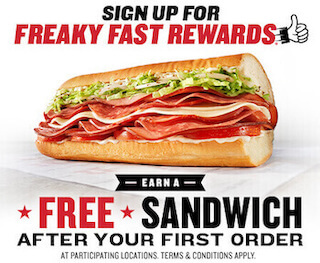 SIGN UP FOR
FREAKY FAST REWARDS
EARN A
FREE SANDWICH
AFTER YOUR FIRST ORDER
AT PARTICIPATING LOCATIONS. TERMS & CONDITIONS APPLY.